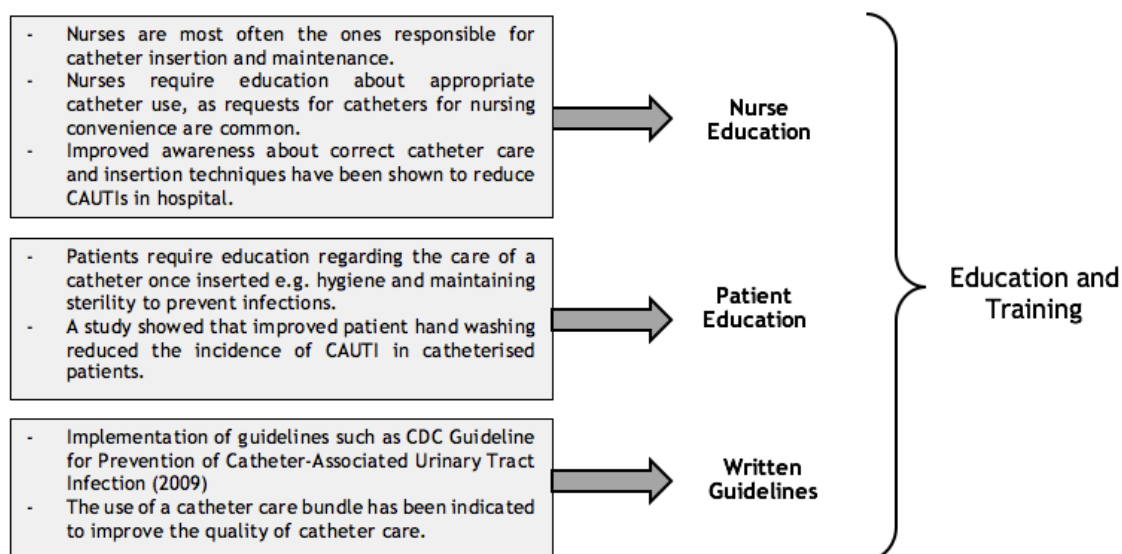 - Nurses are most often the ones responsible for
catheter insertion and maintenance.
- Nurses require education about appropriate
catheter use, as requests for catheters for nursing
convenience are common.
- Improved awareness about correct catheter care
and insertion techniques have been shown to reduce
CAUTIs in hospital.
Nurse
Education
- Patients require education regarding the care of a
catheter once inserted e.g. hygiene and maintaining
sterility to prevent infections.
- A study showed that improved patient hand washing
reduced the incidence of CAUTI in catheterised
patients.
Patient
Education
- Implementation of guidelines such as CDC Guideline
for Prevention of Catheter-Associated Urinary Tract
Infection (2009)
- The use of a catheter care bundle has been indicated
to improve the quality of catheter care.
Written
Guidelines
Education and
Training